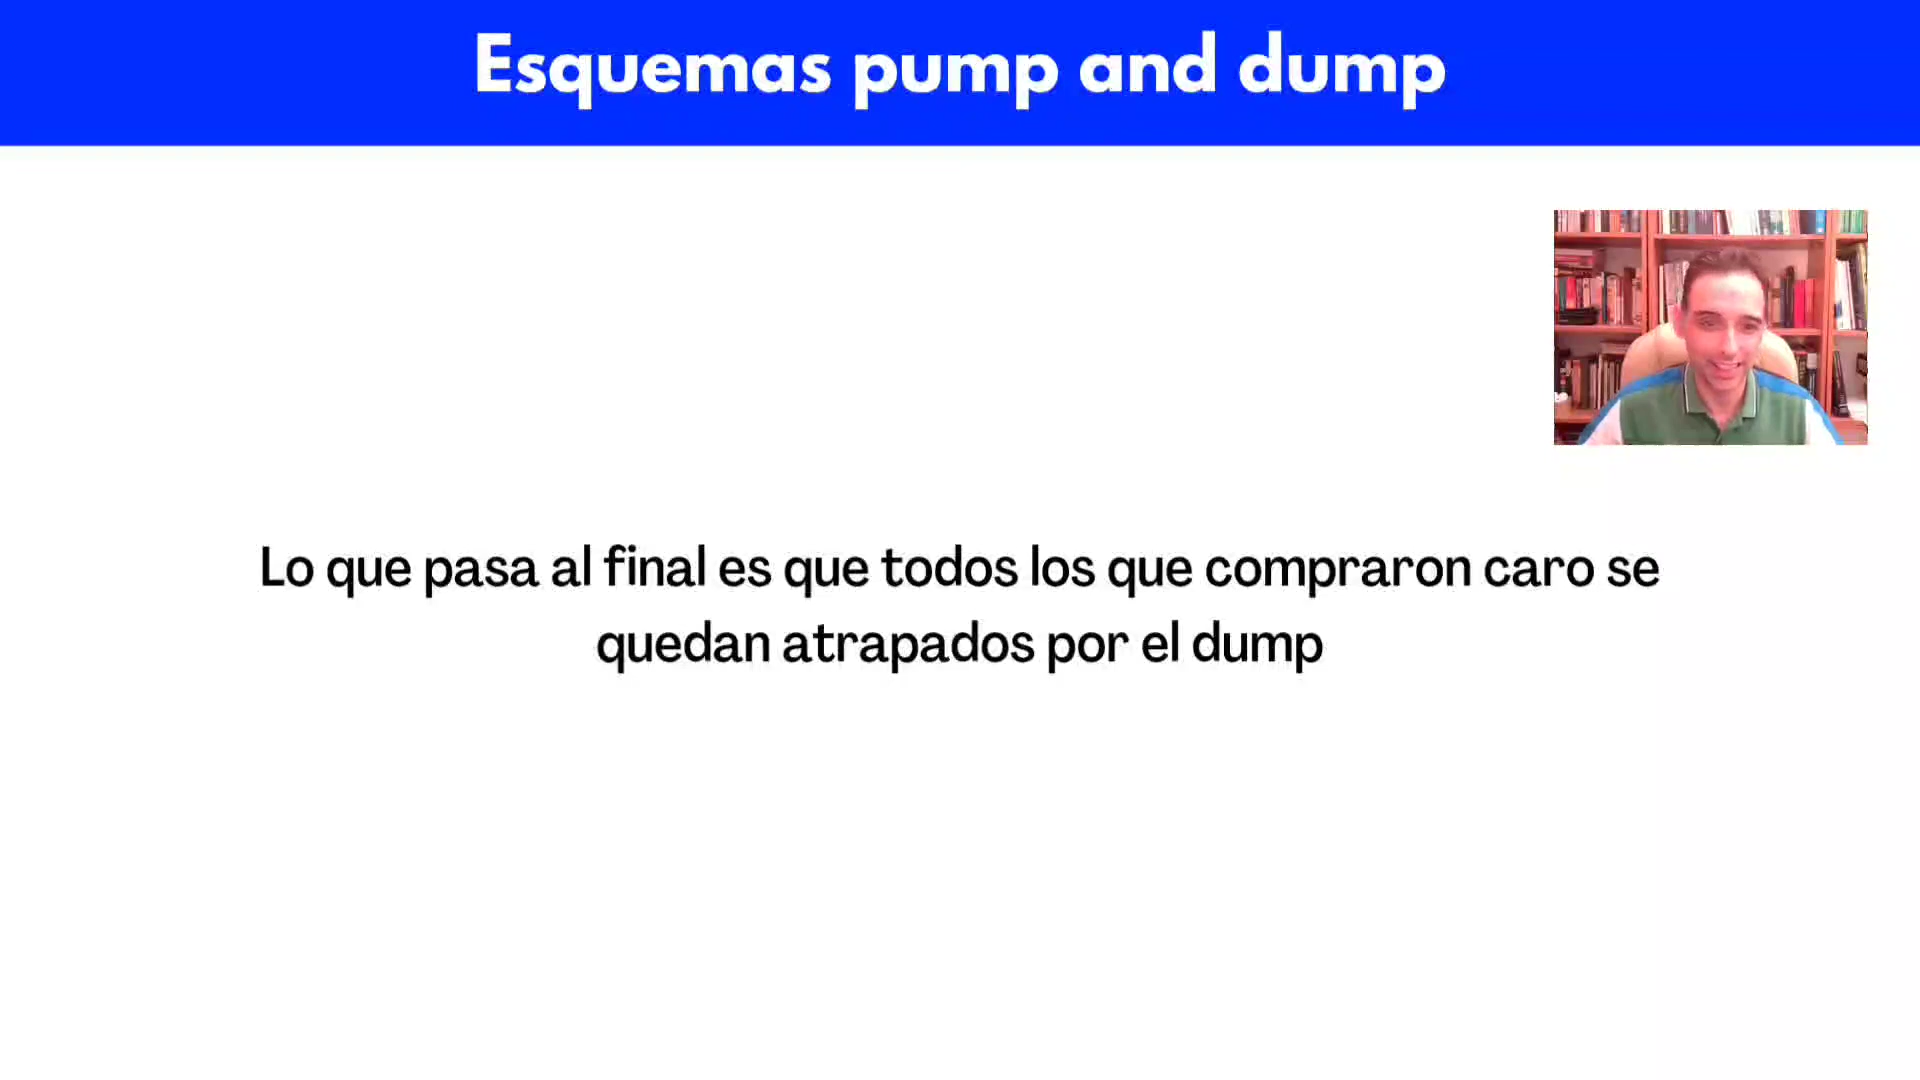 Esquemas pump and dump
Lo que pasa al final es que todos los que compraron caro se
quedan atrapados por el dump